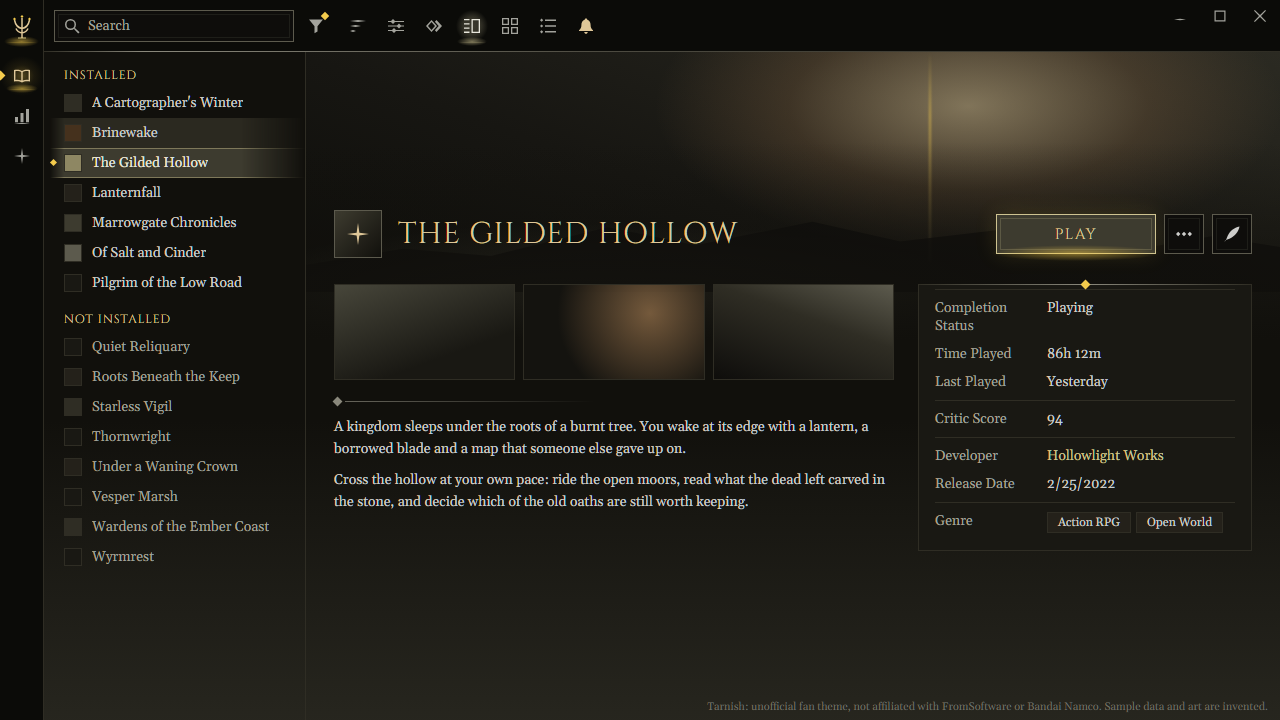 Search
INSTALLED
A Cartographer's Winter
Brinewake
The Gilded Hollow
Lanternfall
Marrowgate Chronicles
Of Salt and Cinder
Pilgrim of the Low Road
NOT INSTALLED
Quiet Reliquary
Roots Beneath the Keep
Starless Vigil
Thornwright
Under a Waning Crown
Vesper Marsh
Wardens of the Ember Coast
Wyrmrest
THE GILDED HOLLOW
PLAY
A kingdom sleeps under the roots of a burnt tree. You wake at its edge with a lantern, a
borrowed blade and a map that someone else gave up on.
Cross the hollow at your own pace: ride the open moors, read what the dead left carved in
the stone, and decide which of the old oaths are still worth keeping.
Completion Status Playing
Time Played 86h 12m
Last Played Yesterday
Critic Score 94
Developer Hollowlight Works
Release Date 2/25/2022
Genre Action RPG Open World
Tarnish: unofficial fan theme, not affiliated with FromSoftware or Bandai Namco. Sample data and art are invented.